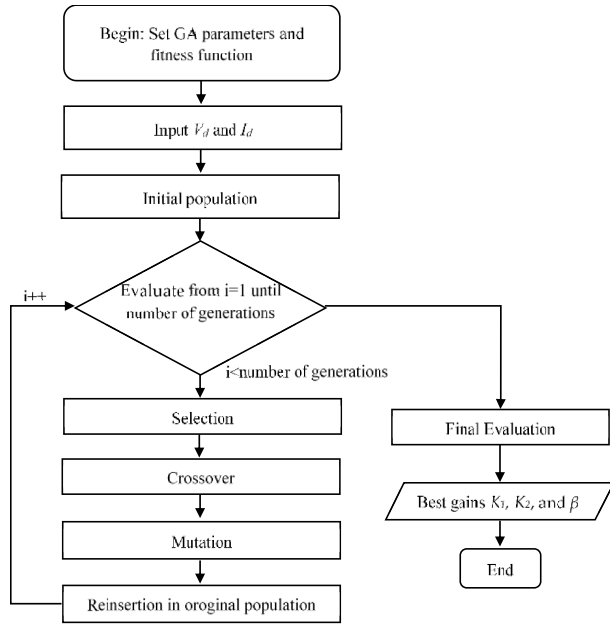 Begin: Set GA parameters and
fitness function
Input Vd and Id
Initial population
i++
Evaluate from i=1 until
number of generations
i<number of generations
Selection
Crossover
Mutation
Reinsertion in oroginal population
Final Evaluation
Best gains K1, K2, and β
End